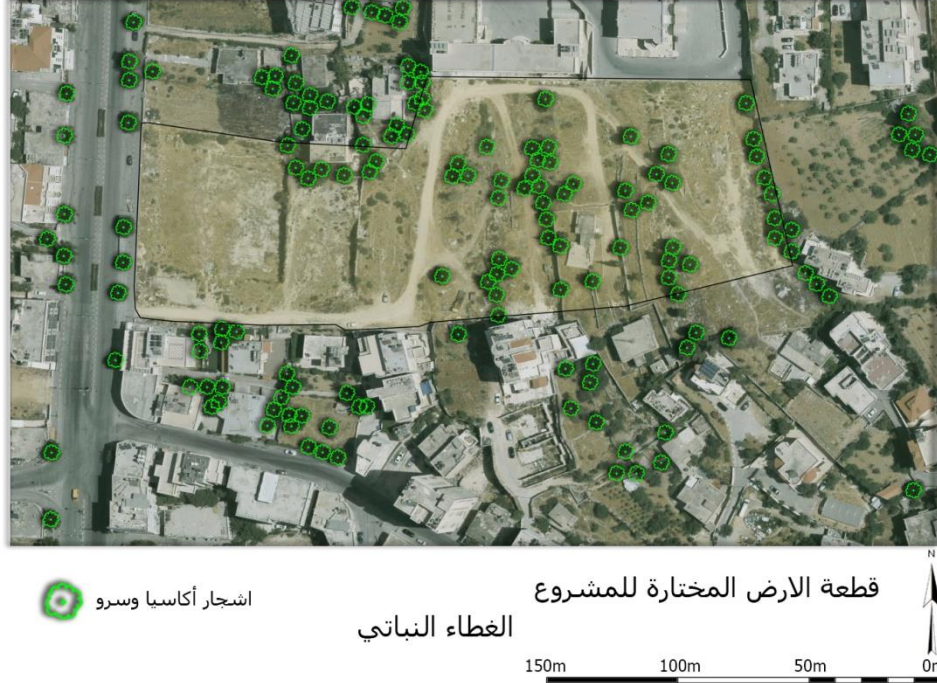 قطعة الارض المختارة للمشروع
اشجار أكاسيا وسرو
الغطاء النباتي
N
150m 100m 50m 0m